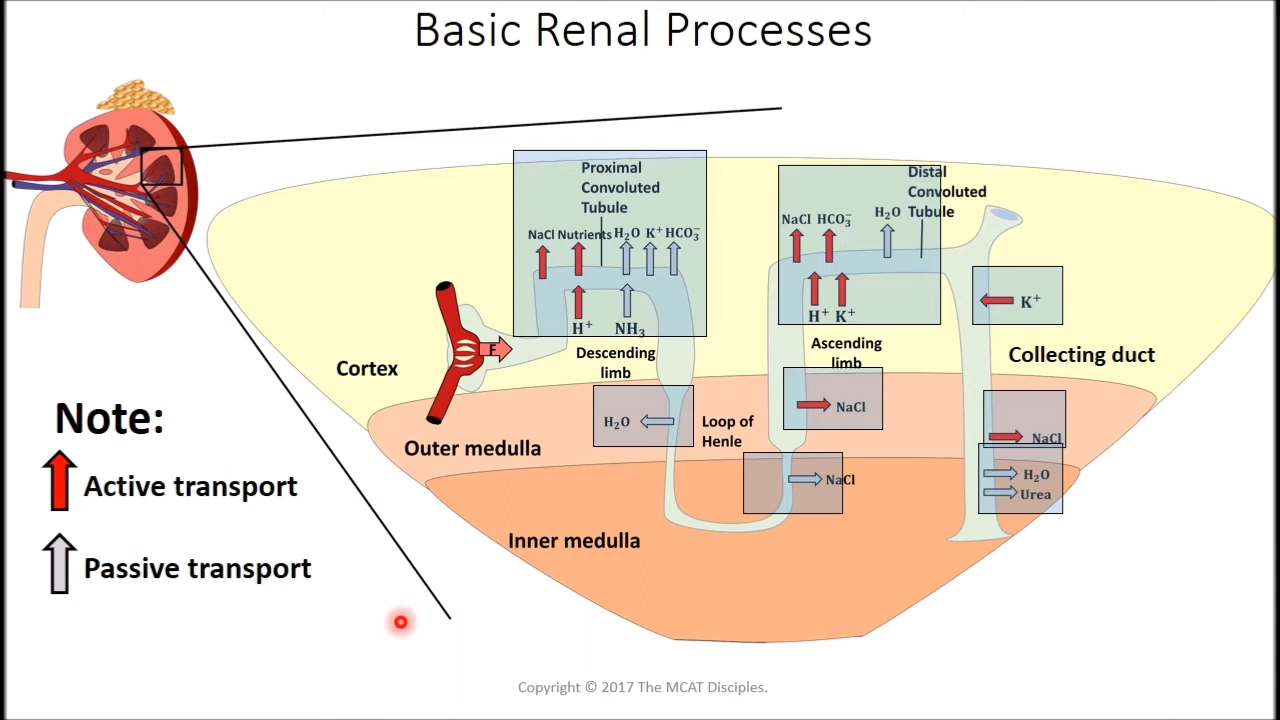 Basic Renal Processes
Proximal
Convoluted
Tubule
NaCl Nutrients H₂O K⁺ HCO₃⁻
H⁺ NH₃
Distal
Convoluted
Tubule
NaCl HCO₃⁻ H₂O
H⁺ K⁺
K⁺
F
Cortex
Descending
limb
Ascending
limb
Collecting duct
H₂O
Loop of
Henle
NaCl
NaCl
NaCl
H₂O
Urea
Outer medulla
Inner medulla
Note:
Active transport
Passive transport
Copyright © 2017 The MCAT Disciples.